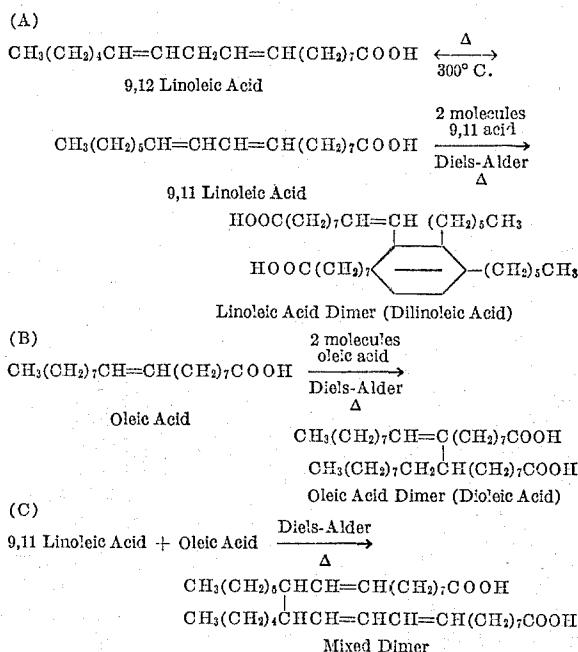 (A)
CH₃(CH₂)₄CH=CHCH₂CH=CH(CH₂)₇COOH
Δ
300° C.
9,12 Linoleic Acid
CH₃(CH₂)₅CH=CHCH=CH(CH₂)₇COOH
2 molecules
9,11 acid
Diels-Alder
Δ
9,11 Linoleic Acid
HOOC(CH₂)₇CH=CH (CH₂)₅CH₃
HOOC(CH₂)₇ —(CH₂)₅CH₃
Linoleic Acid Dimer (Dilinoleic Acid)
(B)
CH₃(CH₂)₇CH=CH(CH₂)₇COOH
2 molecules
oleic acid
Diels-Alder
Δ
Oleic Acid
CH₃(CH₂)₇CH=C(CH₂)₇COOH
CH₃(CH₂)₇CH₂CH(CH₂)₇COOH
Oleic Acid Dimer (Dioleic Acid)
(C)
9,11 Linoleic Acid + Oleic Acid
Diels-Alder
Δ
CH₃(CH₂)₆CHCH=CH(CH₂)₇COOH
CH₃(CH₂)₄CHCH=CHCH=CH(CH₂)₇COOH
Mixed Dimer